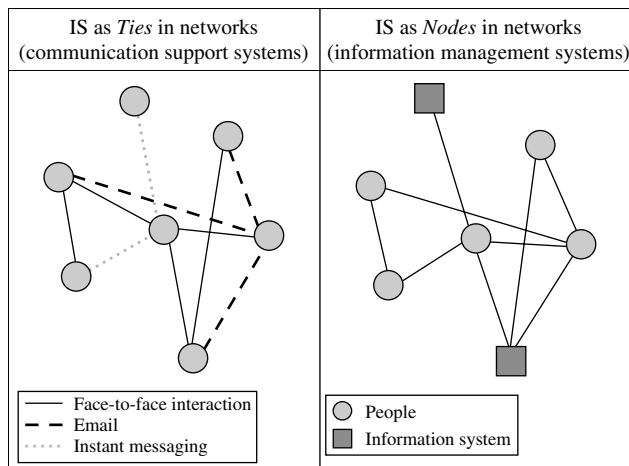 IS as Ties in networks
(communication support systems)
IS as Nodes in networks
(information management systems)
Face-to-face interaction
Email
Instant messaging
People
Information system